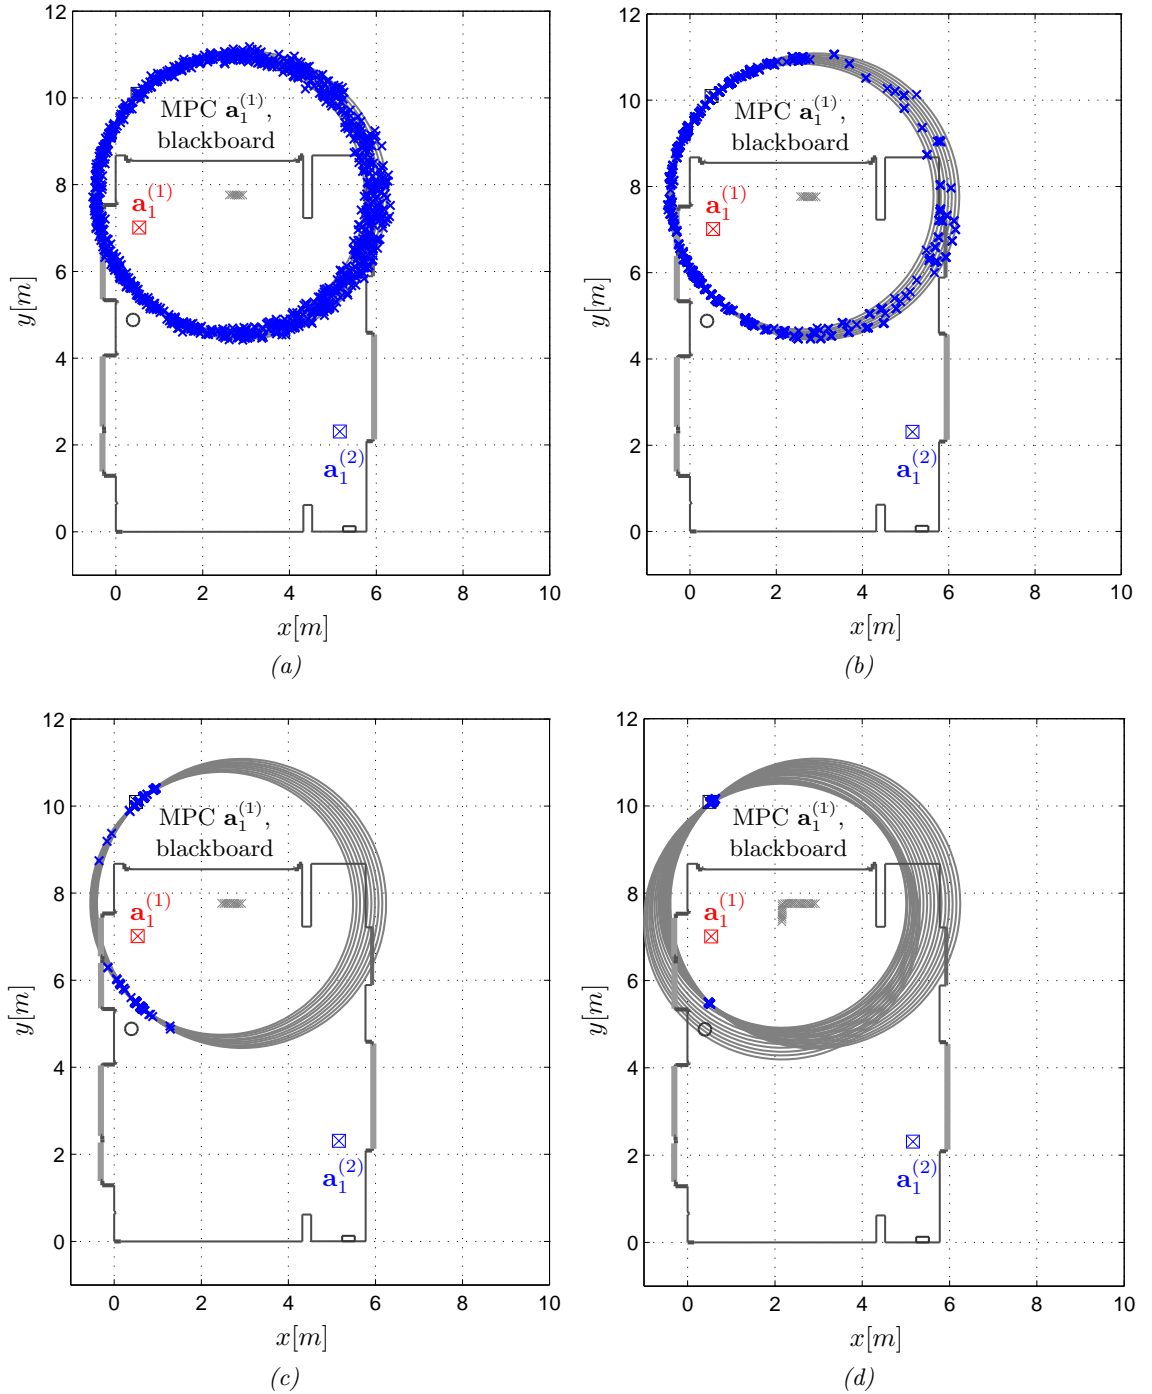 12
10
8
6
4
2
0
y[m]
MPC a₁⁽¹⁾,
blackboard
a₁⁽¹⁾
a₁⁽²⁾
0 2 4 6 8 10
x[m]
(a)
12
10
8
6
4
2
0
y[m]
MPC a₁⁽¹⁾,
blackboard
a₁⁽¹⁾
a₁⁽²⁾
0 2 4 6 8 10
x[m]
(b)
12
10
8
6
4
2
0
y[m]
MPC a₁⁽¹⁾,
blackboard
a₁⁽¹⁾
a₁⁽²⁾
0 2 4 6 8 10
x[m]
(c)
12
10
8
6
4
2
0
y[m]
MPC a₁⁽¹⁾,
blackboard
a₁⁽¹⁾
a₁⁽²⁾
0 2 4 6 8 10
x[m]
(d)